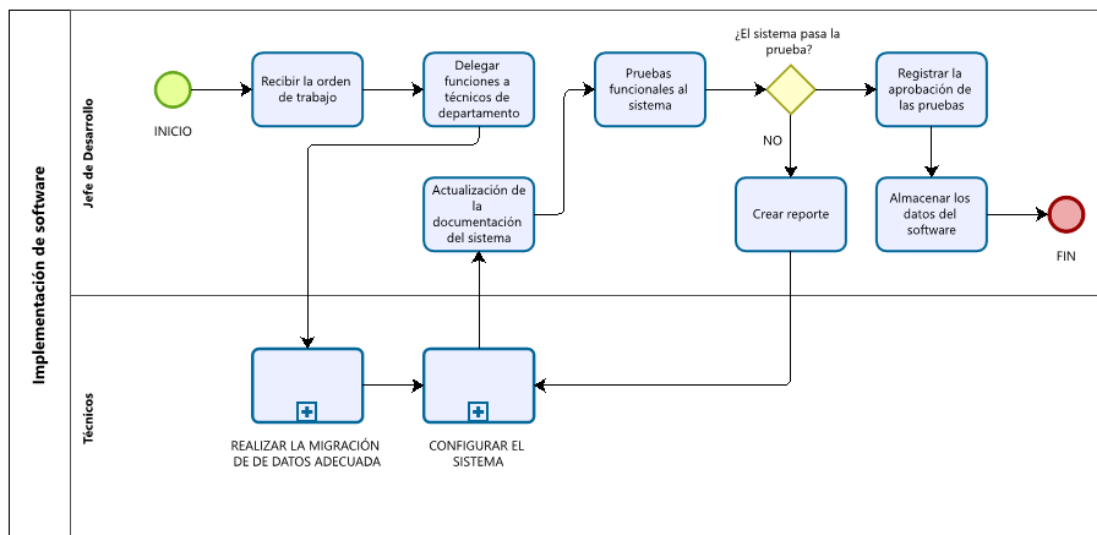 Implementación de software
Jefe de Desarrollo
INICIO
Recibir la orden
de trabajo
Delegar
funciones a
técnicos de
departamento
Actualización de
la
documentación
del sistema
Pruebas
funcionales al
sistema
¿El sistema pasa la
prueba?
NO
Crear reporte
Registrar la
aprobación de
las pruebas
Almacenar los
datos del
software
FIN
Técnicos
REALIZAR LA MIGRACIÓN
DE DE DATOS ADECUADA
CONFIGURAR EL
SISTEMA